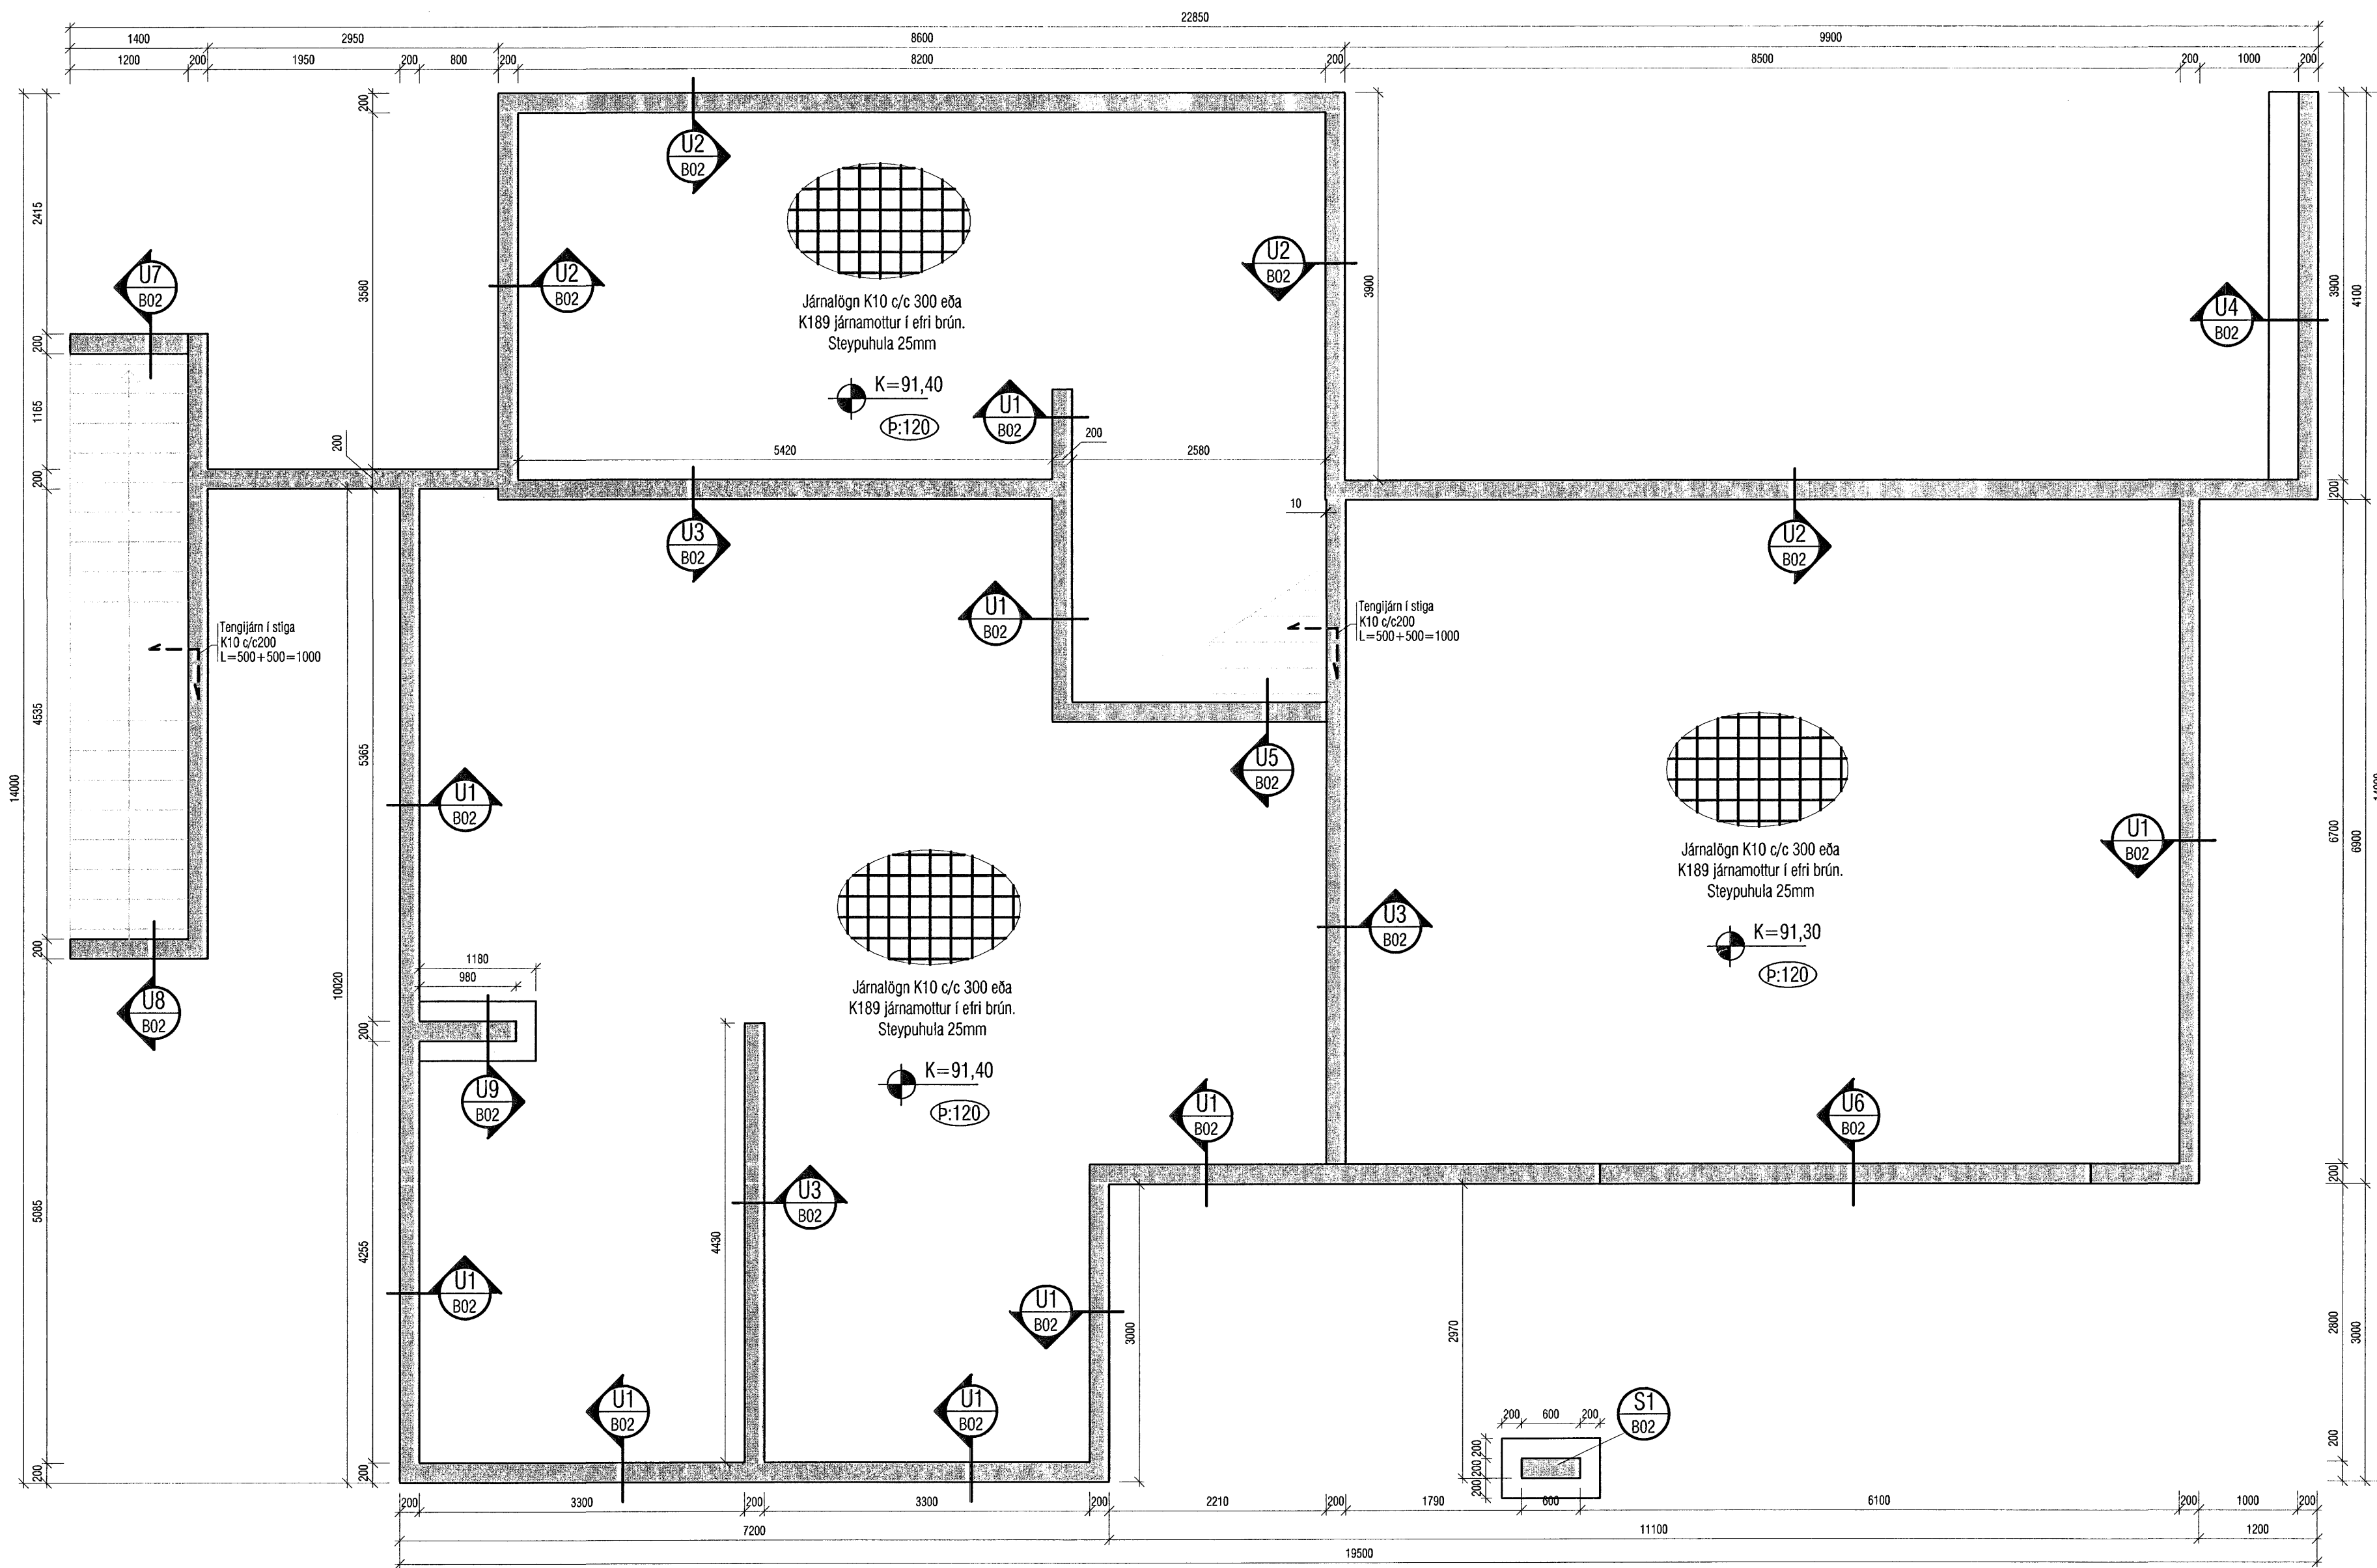 22850
1400
2950
8600
9900
1200
200
1950
200
800
200
8200
200
8500
200
1000
200
200
2415
3580
3900
3900
4100
U2
B02
U7
B02
U2
B02
U2
B02
U4
B02
Járnalögn K10 c/c 300 eða
K189 járnamottur í efri brún.
Steypuhula 25mm
K=91,40
Þ:120
U1
B02
200
1165
200
200
200
5420
2580
10
200
U3
B02
U2
B02
U1
B02
Tengijárn í stiga
K10 c/c200
L=500+500=1000
Tengijárn í stiga
K10 c/c200
L=500+500=1000
4535
5365
14000
U5
B02
U1
B02
6700
6900
U1
B02
Járnalögn K10 c/c 300 eða
K189 járnamottur í efri brún.
Steypuhula 25mm
K=91,30
Þ:120
U3
B02
200
1180
980
10020
U8
B02
Járnalögn K10 c/c 300 eða
K189 járnamottur í efri brún.
Steypuhula 25mm
K=91,40
Þ:120
200
U9
B02
U1
B02
U6
B02
200
5085
4255
4430
U3
B02
U1
B02
U1
B02
3000
2970
2800
3000
U1
B02
U1
B02
S1
B02
200
600
200
200
200
200
200
200
200
200
3300
200
3300
200
2210
200
1790
600
6100
200
1000
200
7200
11100
1200
19500